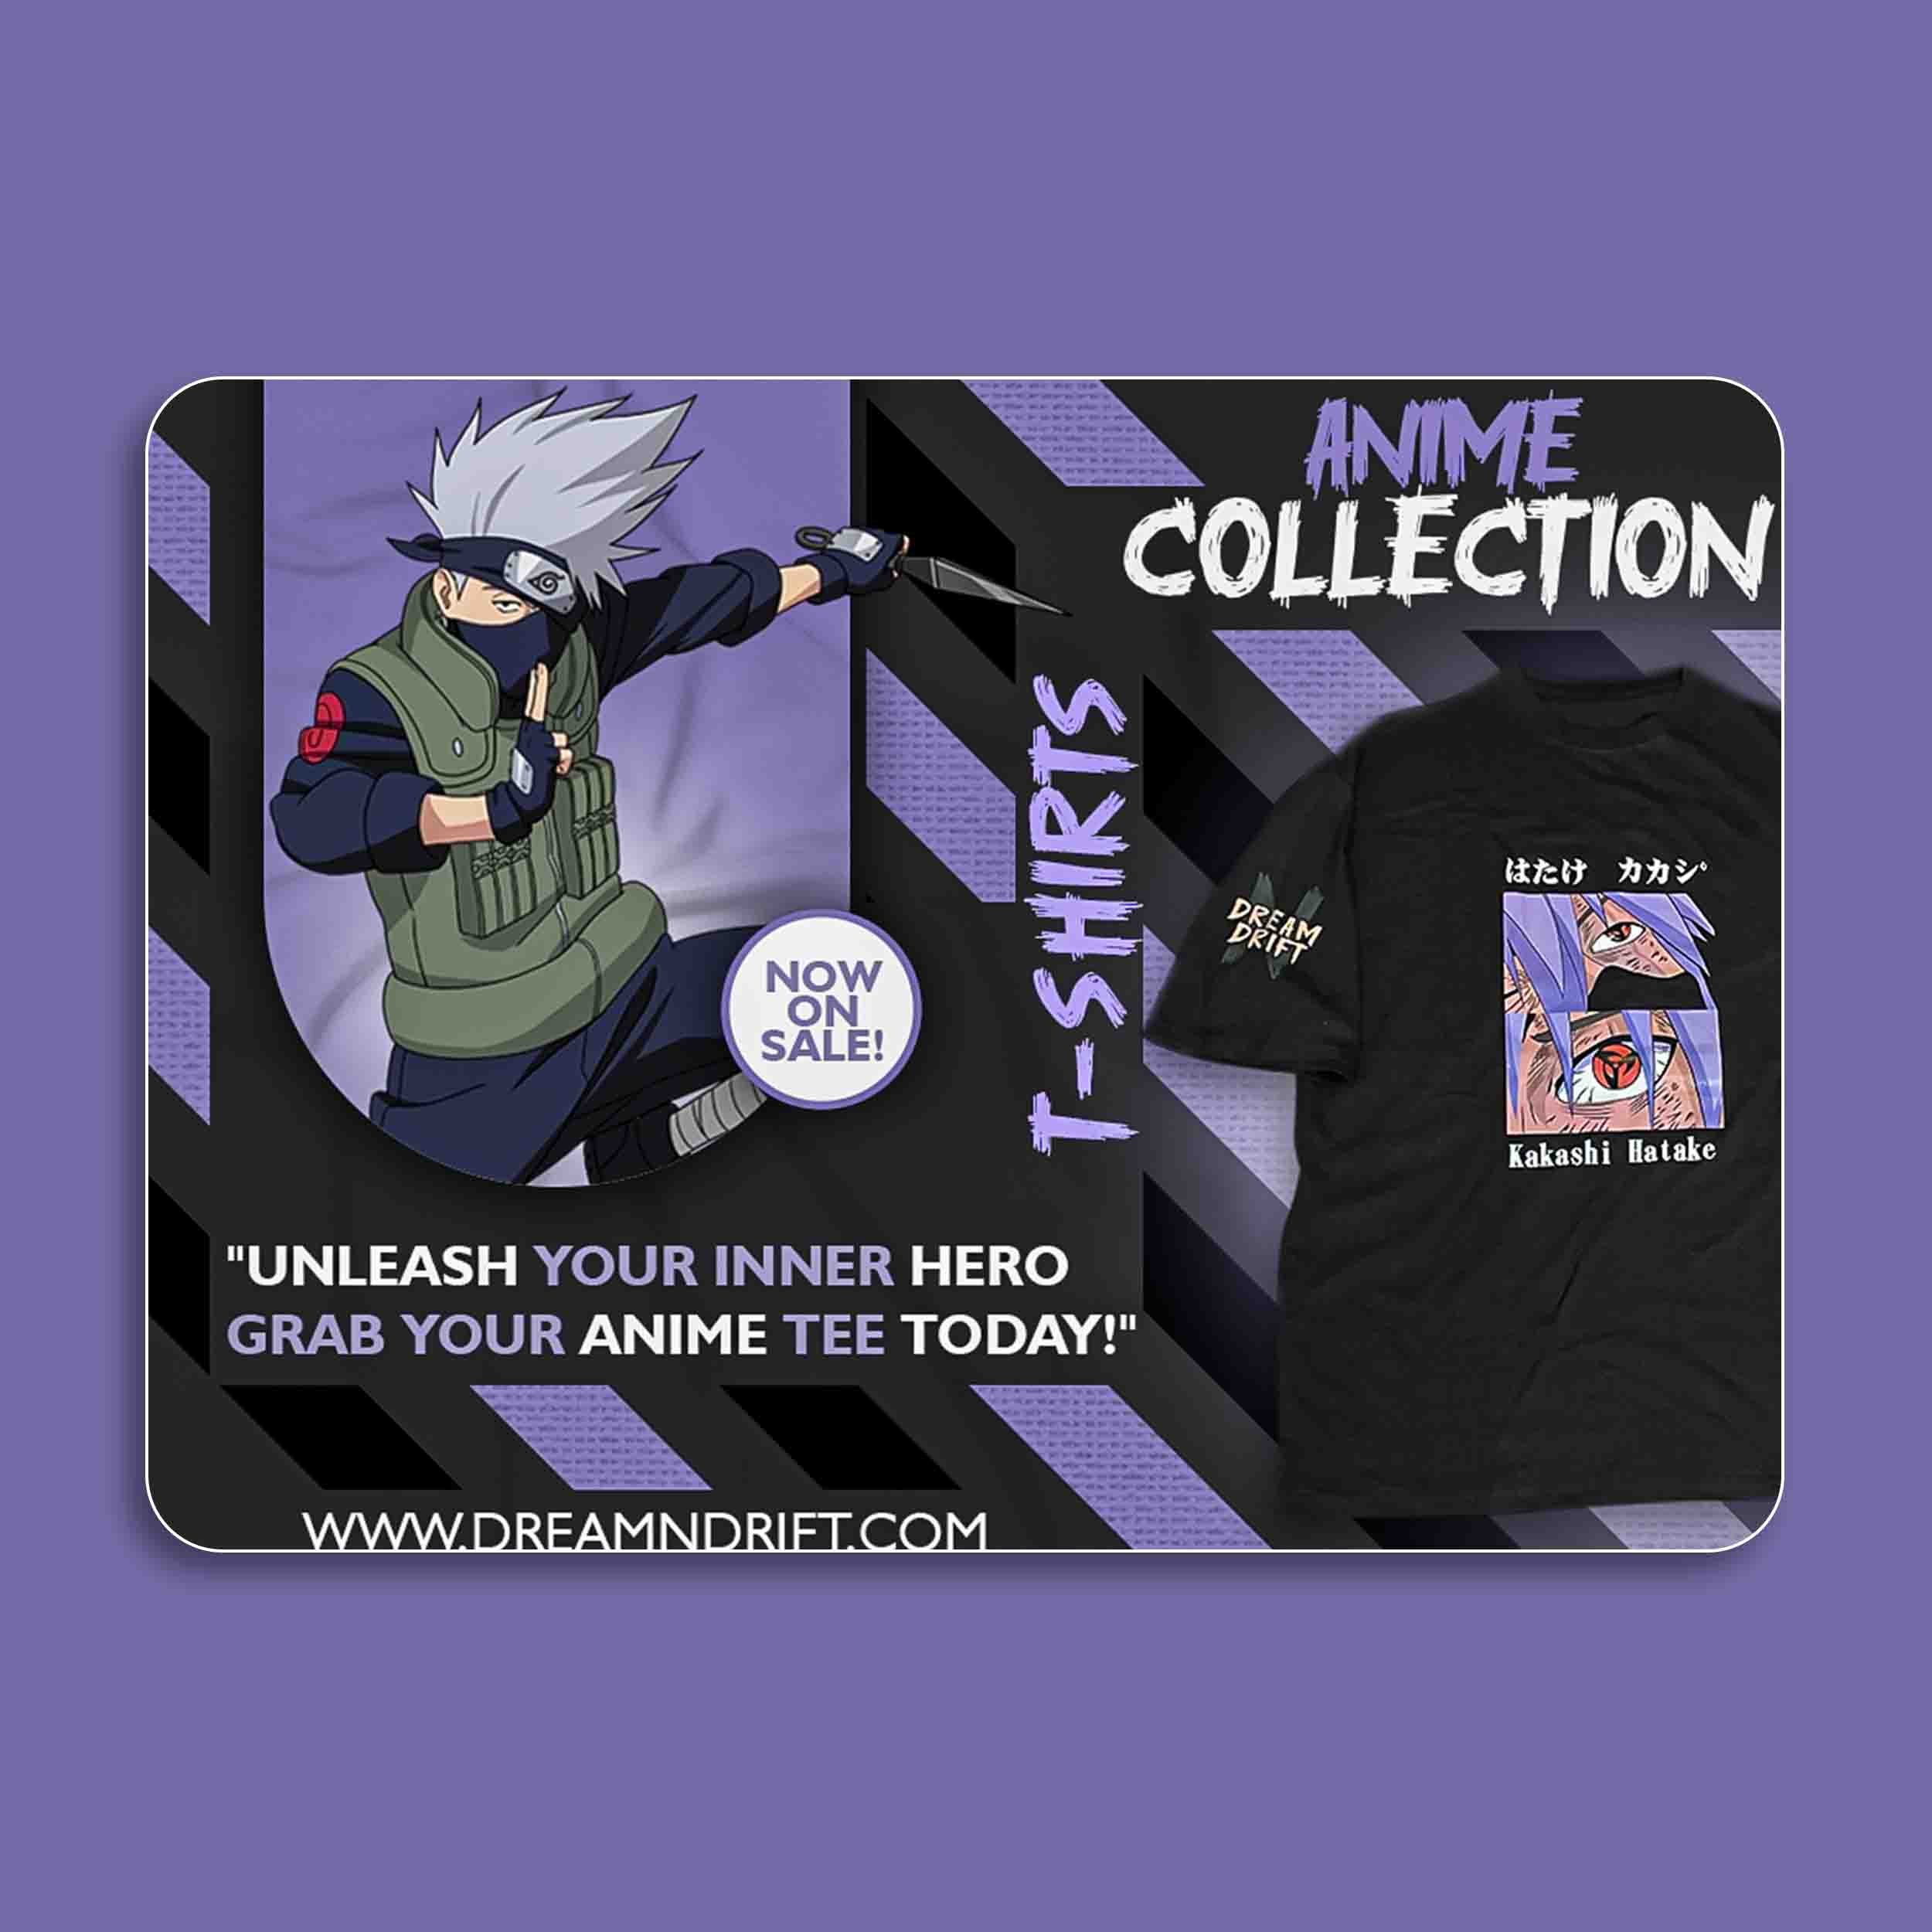 ANIME
COLLECTION
T-SHIRTS
NOW
ON
SALE!
DREAM
DRIFT
はたけ カカシ°
Kakashi Hatake
"UNLEASH YOUR INNER HERO
GRAB YOUR ANIME TEE TODAY!"
WWW.DREAMNDRIFT.COM